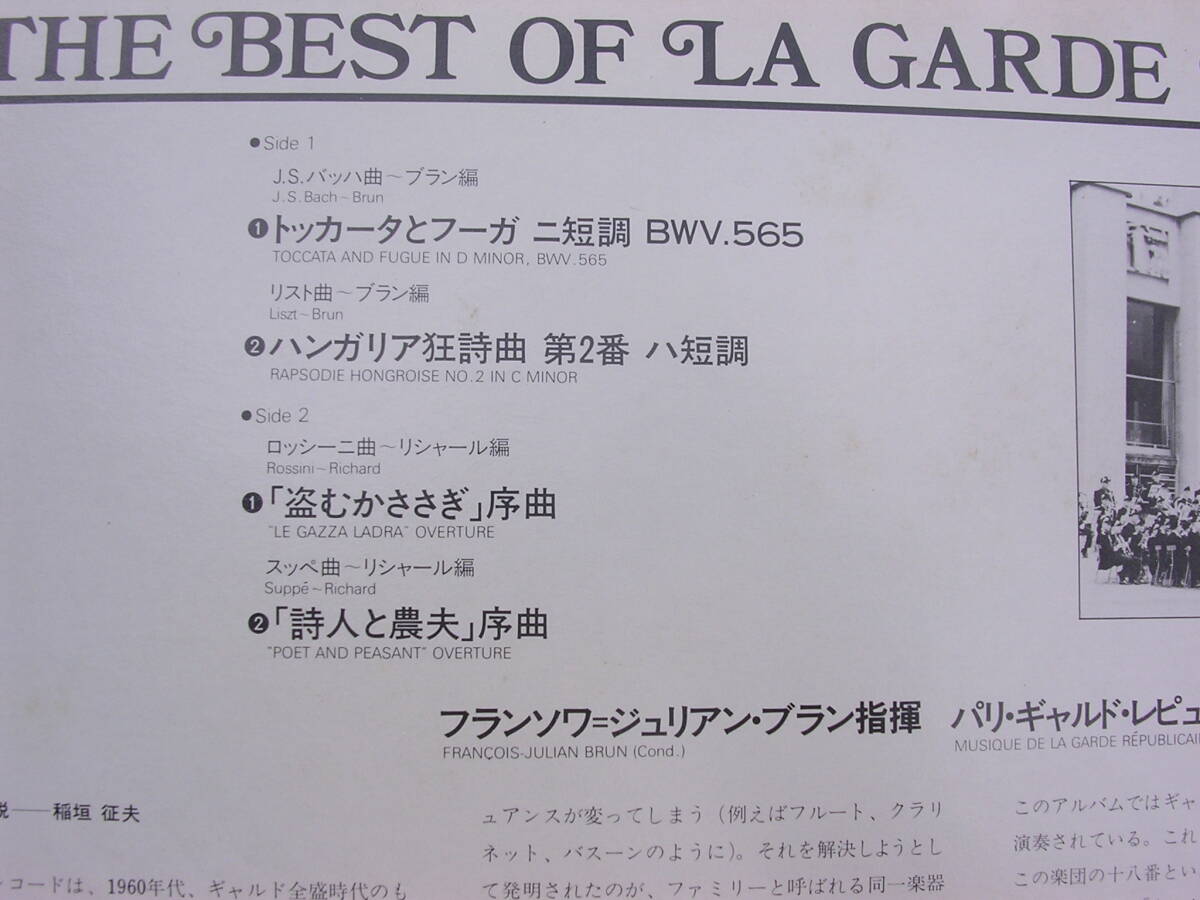 THE BEST OF LA GARDE
●Side 1
J.S.バッハ曲～ブラン編
J.S.Bach～Brun
❶トッカータとフーガ ニ短調 BWV.565
TOCCATA AND FUGUE IN D MINOR, BWV.565
リスト曲～ブラン編
Liszt～Brun
❷ハンガリア狂詩曲 第2番 ハ短調
RAPSODIE HONGROISE NO.2 IN C MINOR
●Side 2
ロッシーニ曲～リシャール編
Rossini～Richard
❶「盗むかささぎ」序曲
"LE GAZZA LADRA" OVERTURE
スッペ曲～リシャール編
Suppé～Richard
❷「詩人と農夫」序曲
"POET AND PEASANT" OVERTURE
フランソワ=ジュリアン・ブラン指揮 パリ・ギャルド・レピュ
FRANÇOIS-JULIAN BRUN (Cond.) MUSIQUE DE LA GARDE RÉPUBLICAI
説——稲垣 征夫
コードは、1960年代、ギャルド全盛時代のも
ュアンスが変ってしまう（例えばフルート、クラリ
ネット、バスーンのように）。それを解決しようとし
て発明されたのが、ファミリーと呼ばれる同一楽器
このアルバムではギャ
演奏されている。これ
この楽団の十八番とい